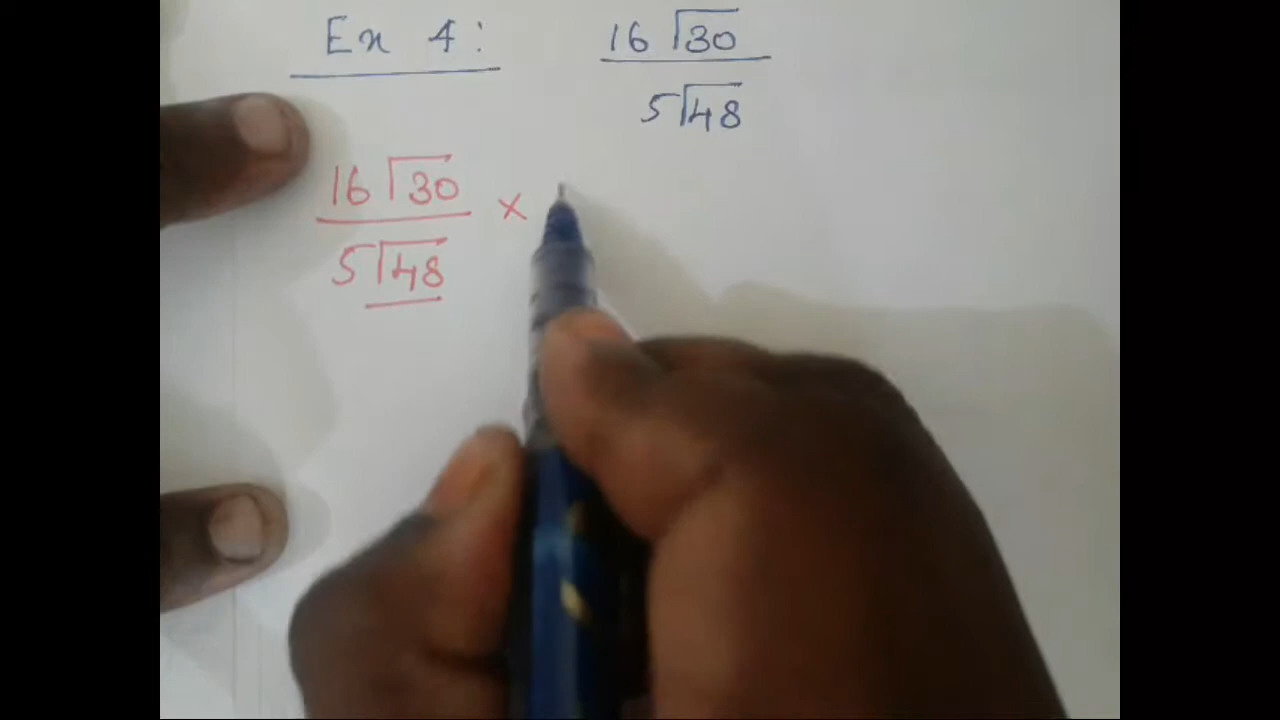 Ex 4: 16√30
5√48
16√30 ×
5√48